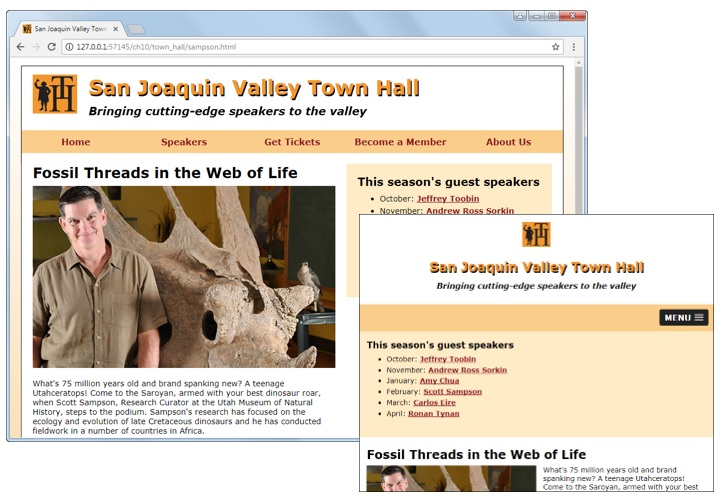 San Joaquin Valley Town
127.0.0.1:57145/ch10/town_hall/sampson.html
TH
San Joaquin Valley Town Hall
Bringing cutting-edge speakers to the valley
Home Speakers Get Tickets Become a Member About Us
Fossil Threads in the Web of Life
What's 75 million years old and brand spanking new? A teenage
Utahceratops! Come to the Saroyan, armed with your best dinosaur roar,
when Scott Sampson, Research Curator at the Utah Museum of Natural
History, steps to the podium. Sampson's research has focused on the
ecology and evolution of late Cretaceous dinosaurs and he has conducted
fieldwork in a number of countries in Africa.
This season's guest speakers
October: Jeffrey Toobin
November: Andrew Ross Sorkin
TH
San Joaquin Valley Town Hall
Bringing cutting-edge speakers to the valley
MENU
This season's guest speakers
October: Jeffrey Toobin
November: Andrew Ross Sorkin
January: Amy Chua
February: Scott Sampson
March: Carlos Eire
April: Ronan Tynan
Fossil Threads in the Web of Life
What's 75 million years old and brand
spanking new? A teenage
Utahceratops! Come to the
Saroyan, armed with your best